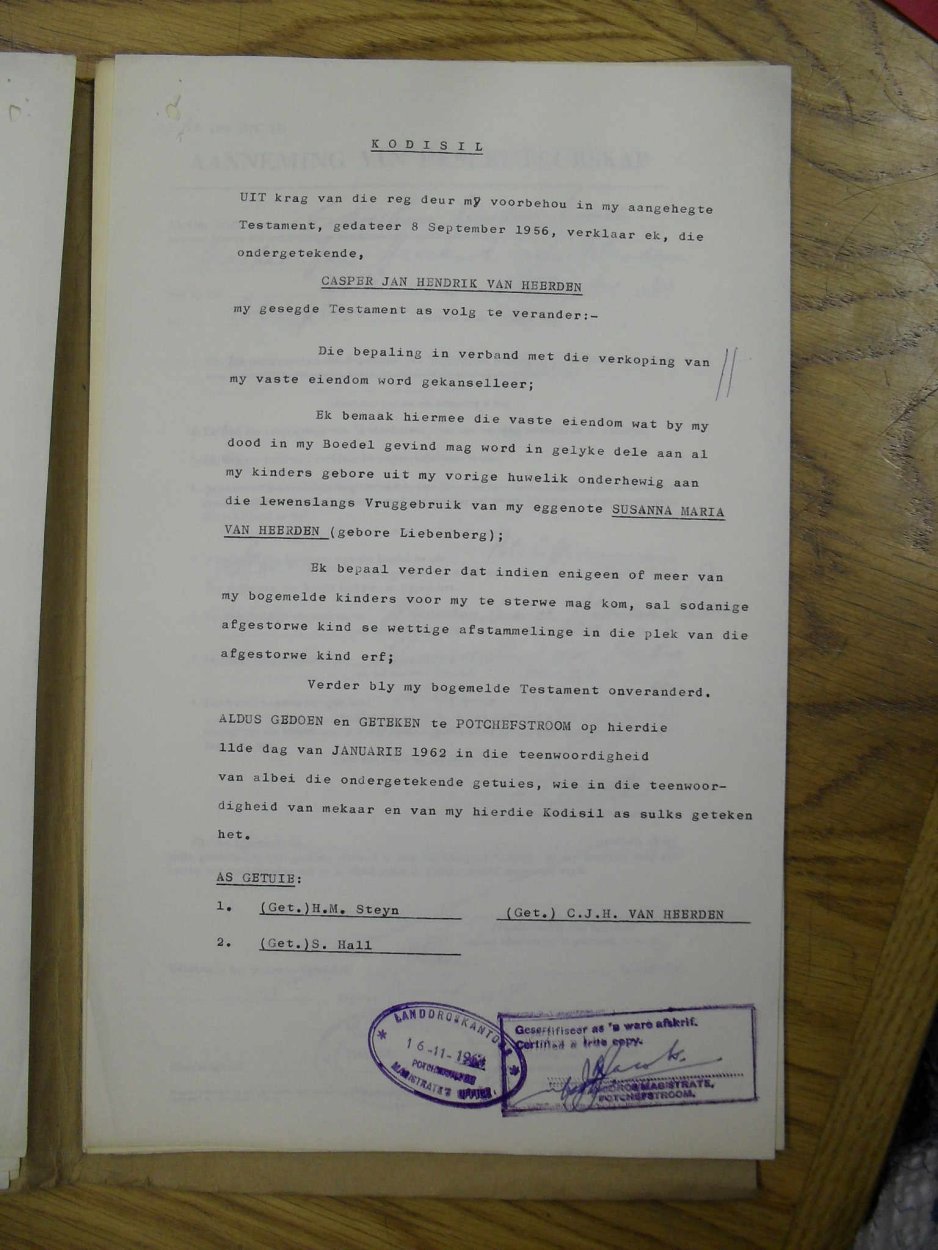 K O D I S I L
UIT krag van die reg deur my voorbehou in my aangehegte
Testament, gedateer 8 September 1956, verklaar ek, die
ondergetekende,
CASPER JAN HENDRIK VAN HEERDEN
my gesegde Testament as volg te verander:-
Die bepaling in verband met die verkoping van
my vaste eiendom word gekanselleer;
Ek bemaak hiermee die vaste eiendom wat by my
dood in my Boedel gevind mag word in gelyke dele aan al
my kinders gebore uit my vorige huwelik onderhewig aan
die lewenslangs Vruggebruik van my eggenote SUSANNA MARIA
VAN HEERDEN (gebore Liebenberg);
Ek bepaal verder dat indien enigeen of meer van
my bogemelde kinders voor my te sterwe mag kom, sal sodanige
afgestorwe kind se wettige afstammelinge in die plek van die
afgestorwe kind erf;
Verder bly my bogemelde Testament onveranderd.
ALDUS GEDOEN en GETEKEN te POTCHEFSTROOM op hierdie
11de dag van JANUARIE 1962 in die teenwoordigheid
van albei die ondergetekende getuies, wie in die teenwoor-
digheid van mekaar en van my hierdie Kodisil as sulks geteken
het.
AS GETUIE:
1. (Get.)H.M. Steyn (Get.) C.J.H. VAN HEERDEN
2. (Get.)S. Hall
LANDDROSKANTOOR
16-11-196
MAGISTRATE'S OFFICE
Gesertifiseer as 'n ware afskrif.
Certified a true copy.
MAGISTRATE,
POTCHEFSTROOM.